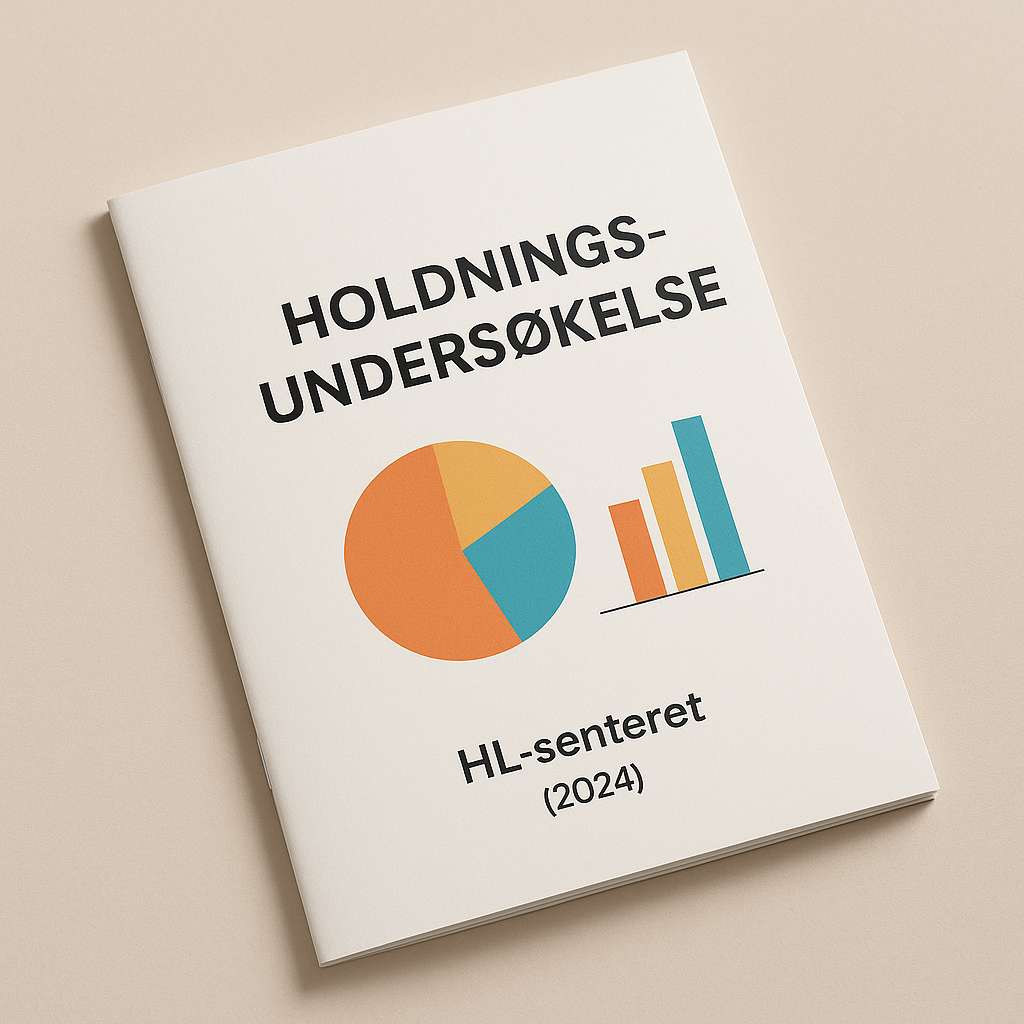 HOLDNINGS-
UNDERSØKELSE
HL-senteret
(2024)